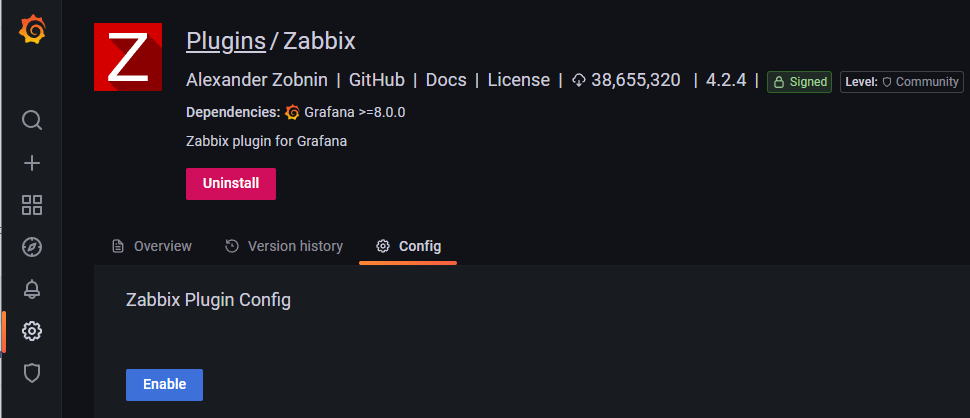 Z
Plugins / Zabbix
Alexander Zobnin | GitHub | Docs | License | 38,655,320 | 4.2.4 | Signed Level: Community
Dependencies: Grafana >=8.0.0
Zabbix plugin for Grafana
Uninstall
Overview Version history Config
Zabbix Plugin Config
Enable